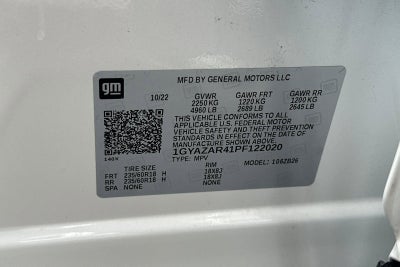 gm
MFD BY GENERAL MOTORS LLC
10/22 GVWR GAWR FRT GAWR RR
2250 KG 1220 KG 1200 KG
4960 LB 2689 LB 2645 LB
THIS VEHICLE CONFORMS TO ALL
APPLICABLE U.S. FEDERAL MOTOR
VEHICLE SAFETY AND THEFT PREVENTION
STANDARDS IN EFFECT ON THE DATE OF
MANUFACTURE SHOWN ABOVE.
1GYAZAR41PF122020
TYPE: MPV MODEL: 1G6ZB26
TIRE SIZE RIM
FRT 235/60R18 H 18X8J
RR 235/60R18 H 18X8J
SPA NONE NONE